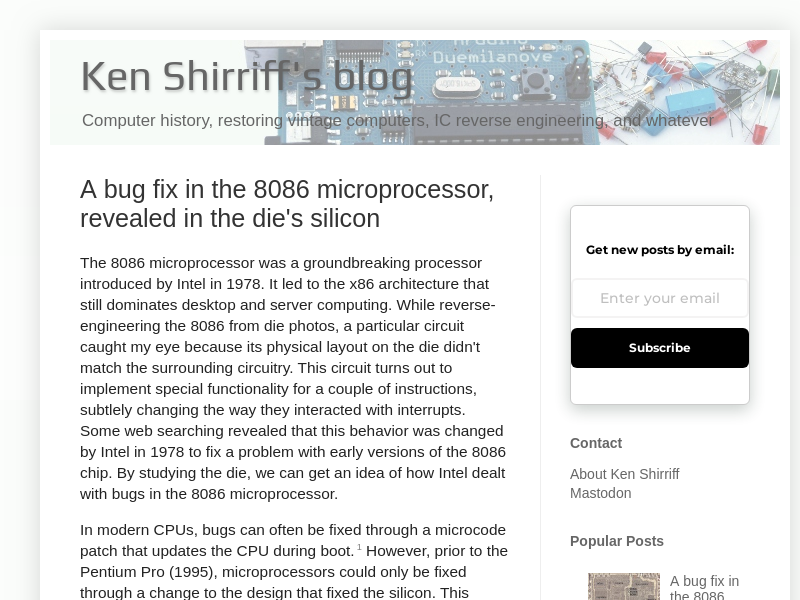 Ken Shirriff's blog
Computer history, restoring vintage computers, IC reverse engineering, and whatever
Arduino
Duemilanove
TX
RX
PWR
A bug fix in the 8086 microprocessor,
revealed in the die's silicon
The 8086 microprocessor was a groundbreaking processor
introduced by Intel in 1978. It led to the x86 architecture that
still dominates desktop and server computing. While reverse-
engineering the 8086 from die photos, a particular circuit
caught my eye because its physical layout on the die didn't
match the surrounding circuitry. This circuit turns out to
implement special functionality for a couple of instructions,
subtlely changing the way they interacted with interrupts.
Some web searching revealed that this behavior was changed
by Intel in 1978 to fix a problem with early versions of the 8086
chip. By studying the die, we can get an idea of how Intel dealt
with bugs in the 8086 microprocessor.
In modern CPUs, bugs can often be fixed through a microcode
patch that updates the CPU during boot.1 However, prior to the
Pentium Pro (1995), microprocessors could only be fixed
through a change to the design that fixed the silicon. This
Get new posts by email:
Enter your email
Subscribe
Contact
About Ken Shirriff
Mastodon
Popular Posts
A bug fix in
the 8086